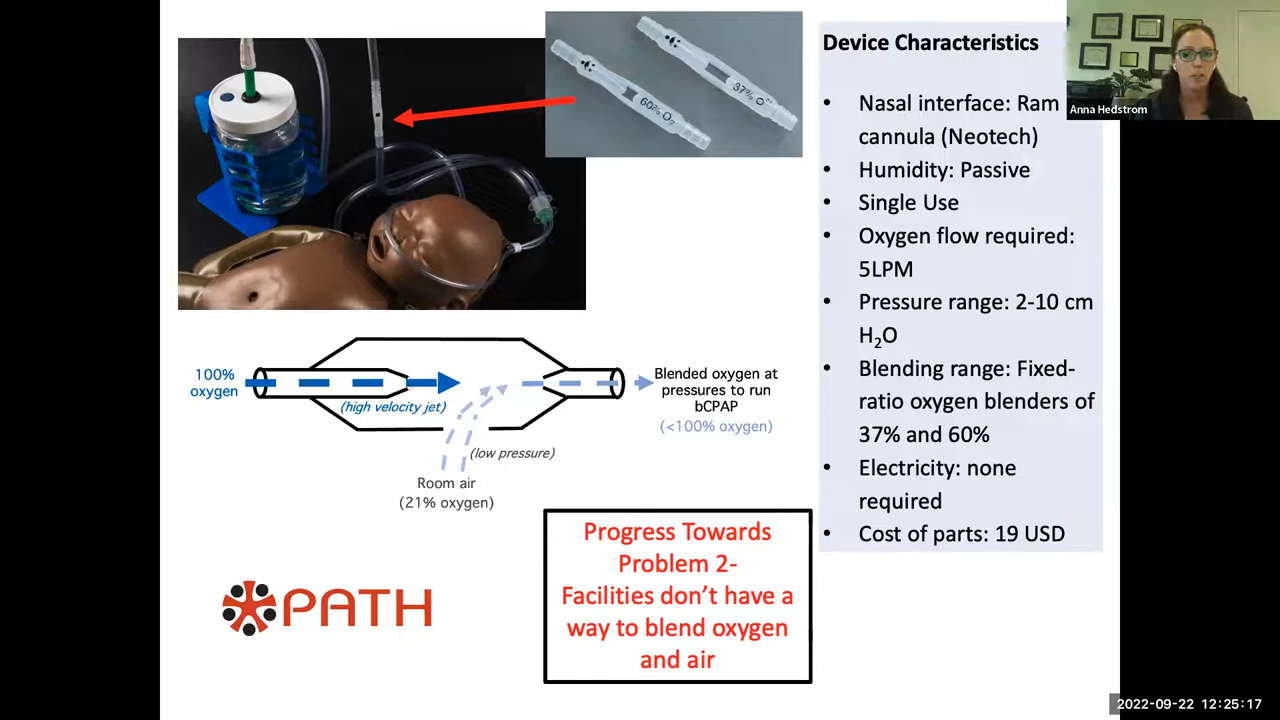 60% O₂
37% O₂
Device Characteristics
• Nasal interface: Ram
cannula (Neotech)
• Humidity: Passive
• Single Use
• Oxygen flow required:
5LPM
• Pressure range: 2-10 cm
H₂O
• Blending range: Fixed-
ratio oxygen blenders of
37% and 60%
• Electricity: none
required
• Cost of parts: 19 USD
Anna Hedstrom
100%
oxygen
(high velocity jet)
(low pressure)
Room air
(21% oxygen)
Blended oxygen at
pressures to run
bCPAP
(<100% oxygen)
Progress Towards
Problem 2-
Facilities don't have a
way to blend oxygen
and air
PATH
2022-09-22 12:25:17